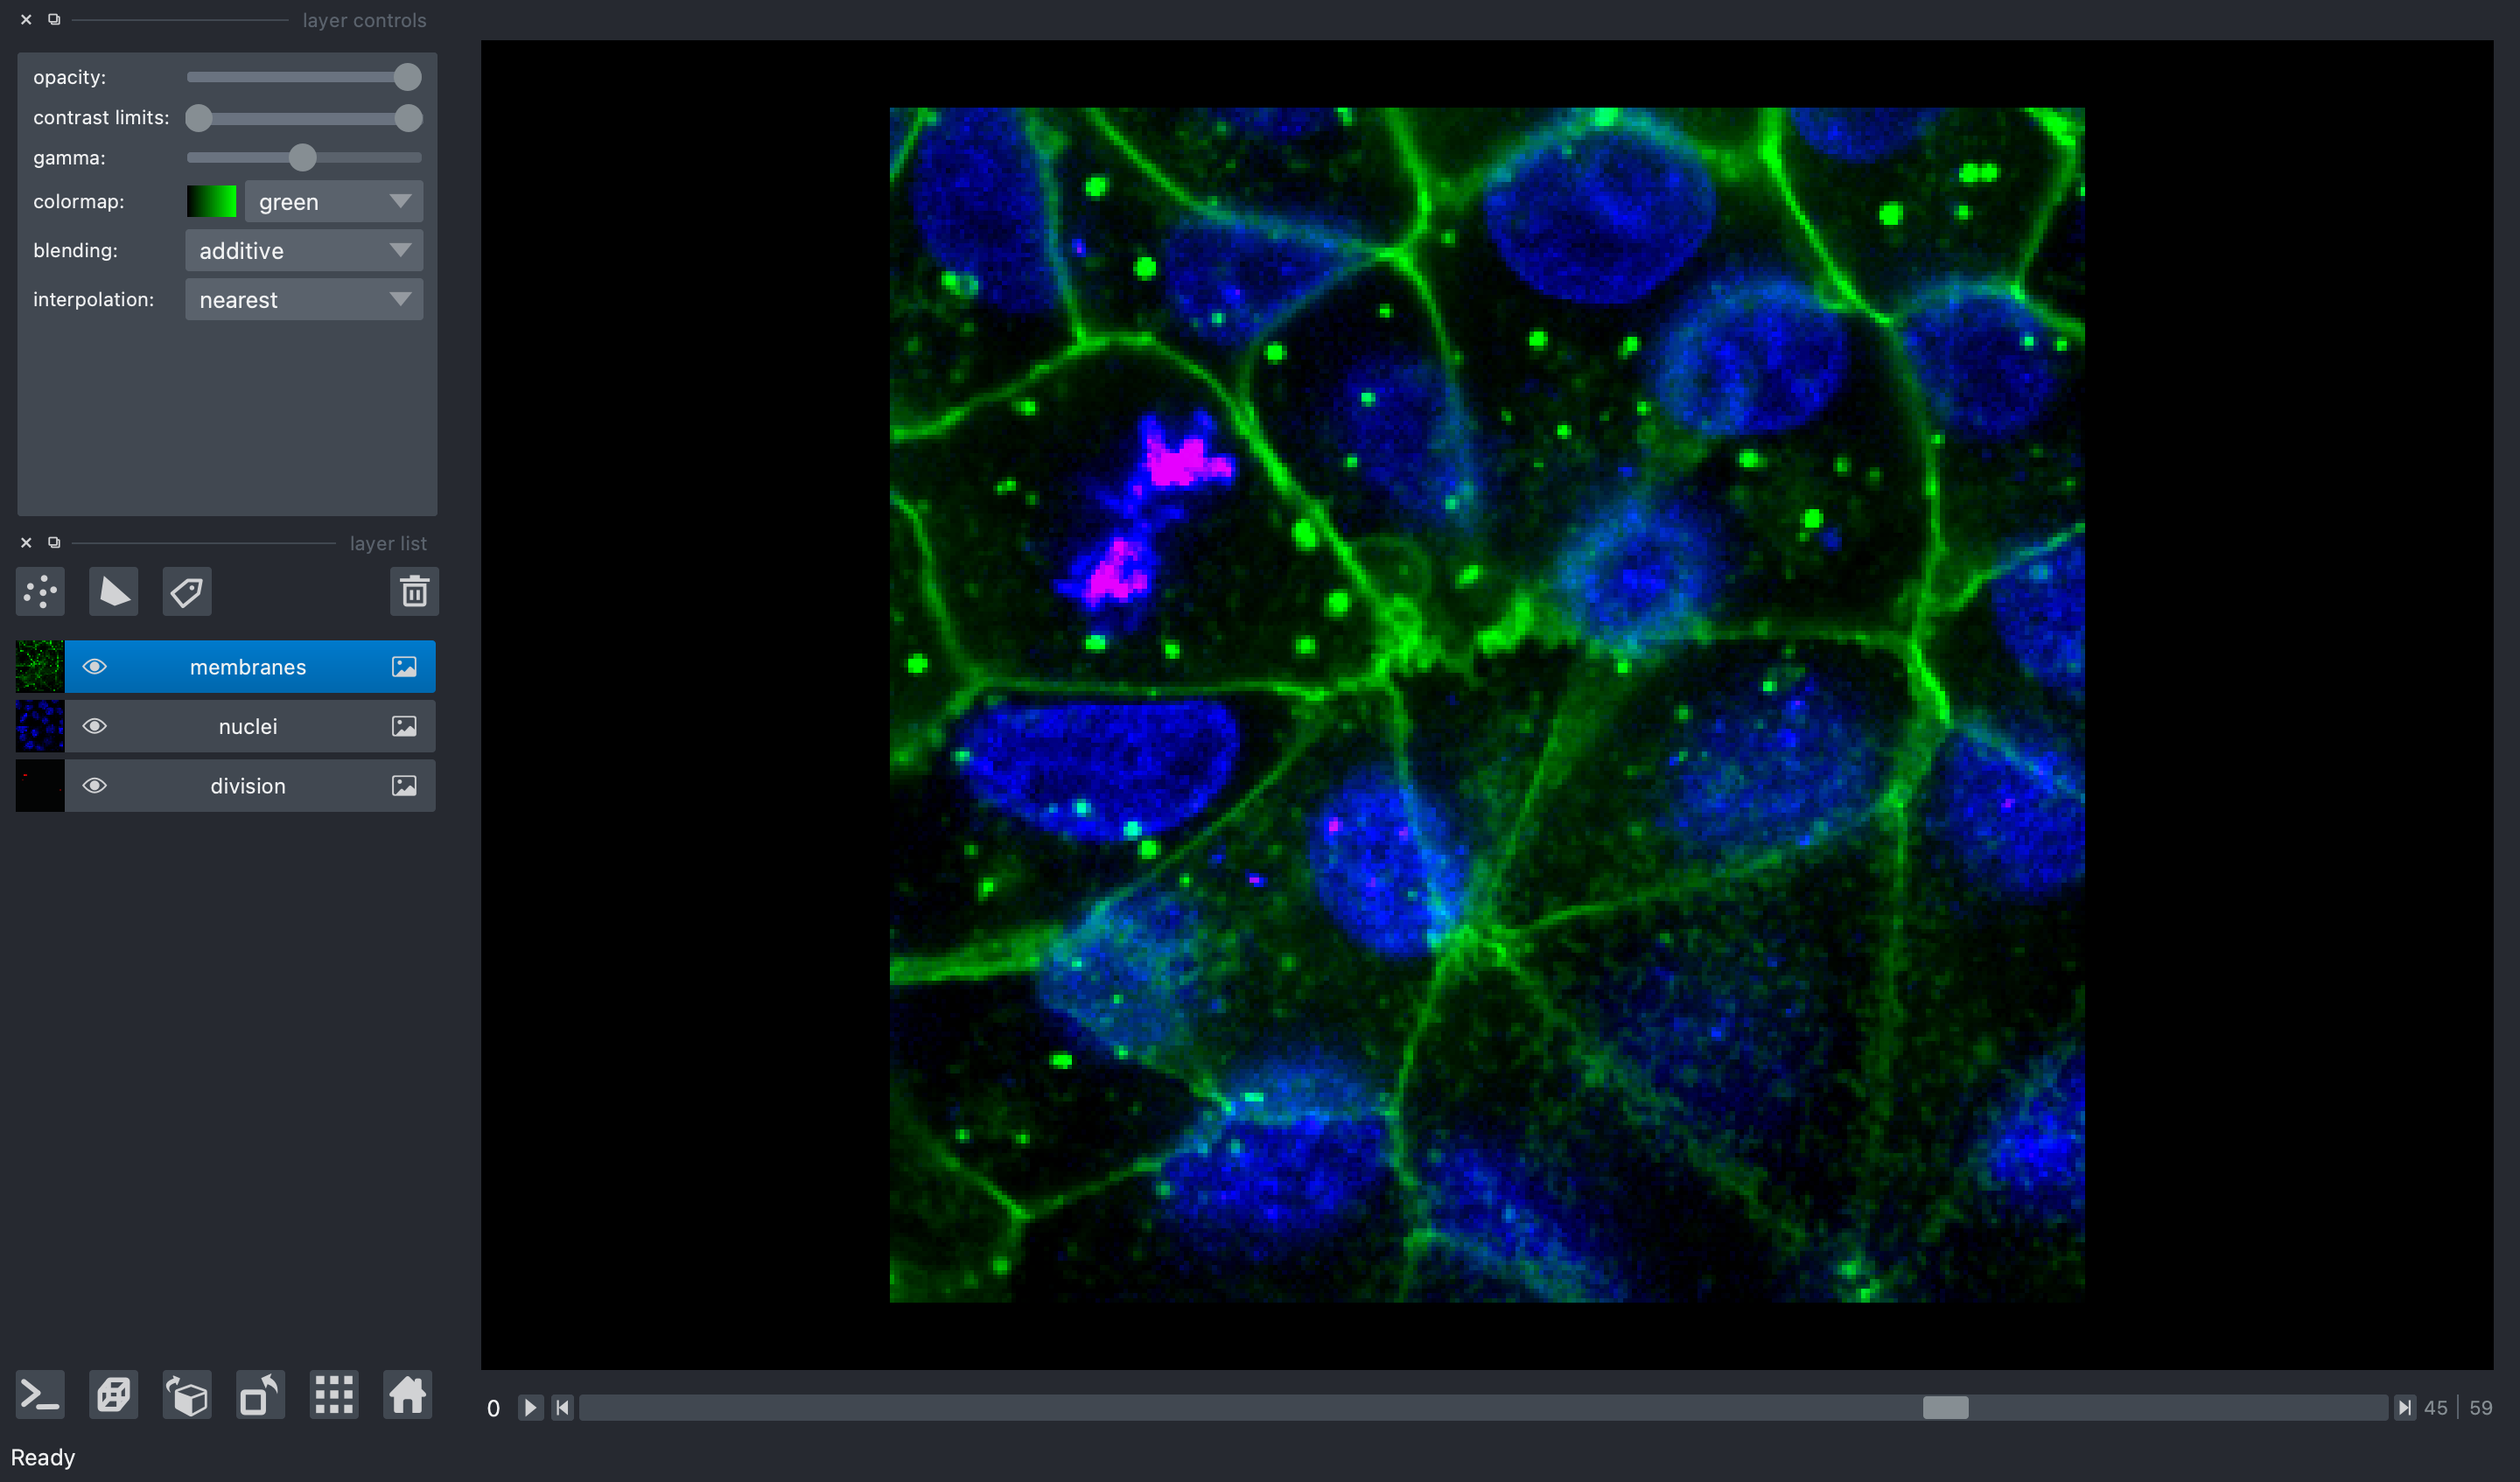 layer controls
opacity:
contrast limits:
gamma:
colormap: green
blending: additive
interpolation: nearest
layer list
membranes
nuclei
division
0 45 59
Ready